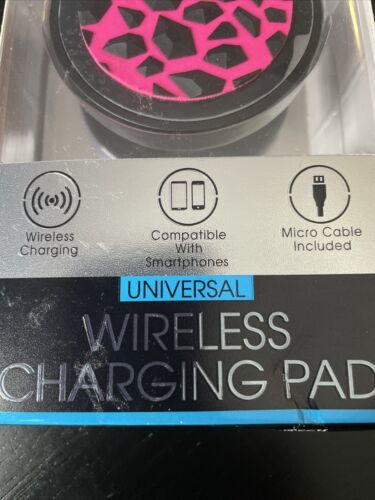 Wireless
Charging
Compatible
With
Smartphones
Micro Cable
Included
UNIVERSAL
WIRELESS
CHARGING PAD